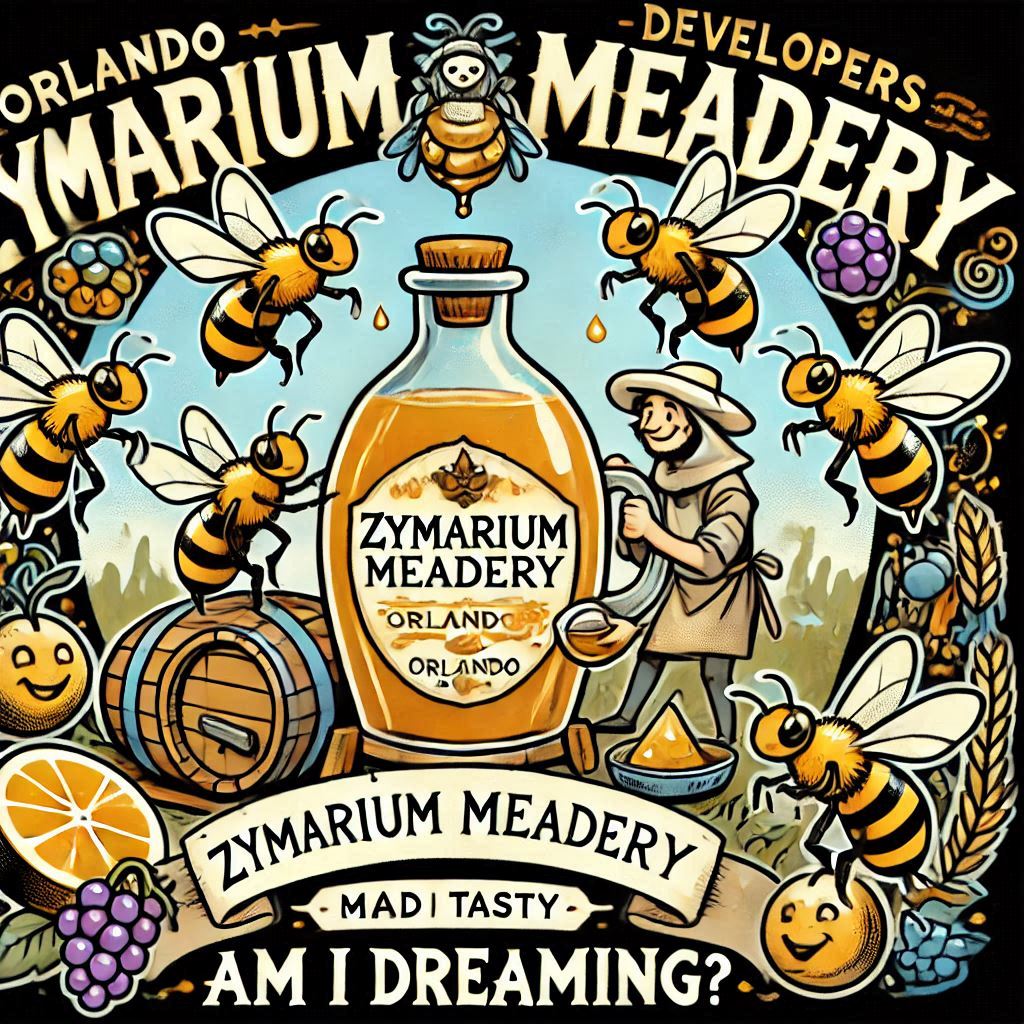 ORLANDO
-DEVELOPERS
ZYMARIUM MEADERY
ZYMARIUM
MEADERY
ORLANDO
ORLANDO
ZYMARIUM MEADERY
MAD | TASTY
AM I DREAMING?